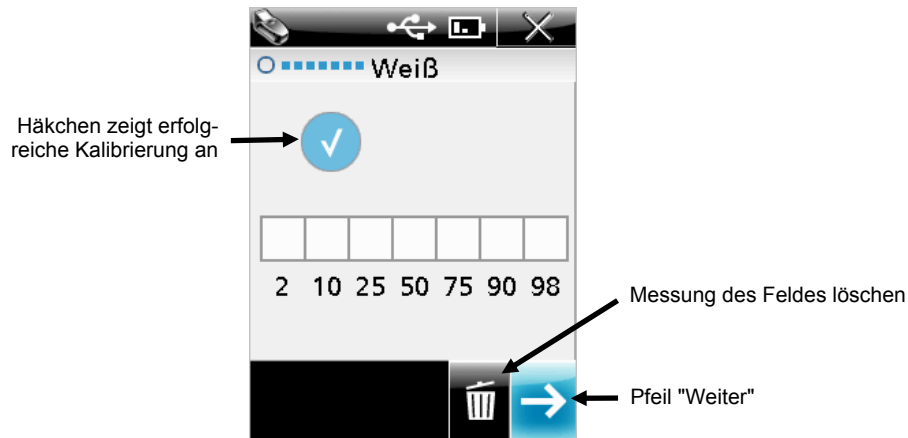 Weiß
Häkchen zeigt erfolg-
reiche Kalibrierung an
2 10 25 50 75 90 98
Messung des Feldes löschen
Pfeil "Weiter"